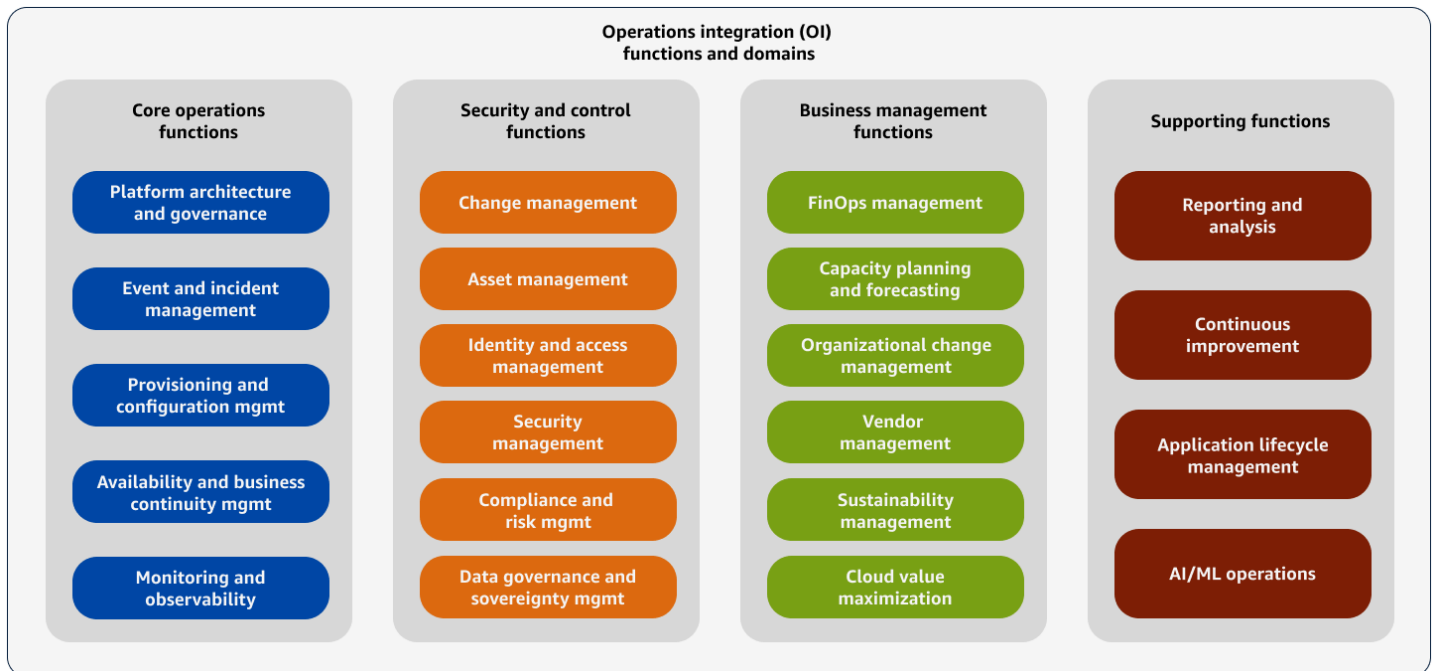 Operations integration (OI)
functions and domains
Core operations
functions
Platform architecture
and governance
Event and incident
management
Provisioning and
configuration mgmt
Availability and business
continuity mgmt
Monitoring and
observability
Security and control
functions
Change management
Asset management
Identity and access
management
Security
management
Compliance and
risk mgmt
Data governance and
sovereignty mgmt
Business management
functions
FinOps management
Capacity planning
and forecasting
Organizational change
management
Vendor
management
Sustainability
management
Cloud value
maximization
Supporting functions
Reporting and
analysis
Continuous
improvement
Application lifecycle
management
AI/ML operations